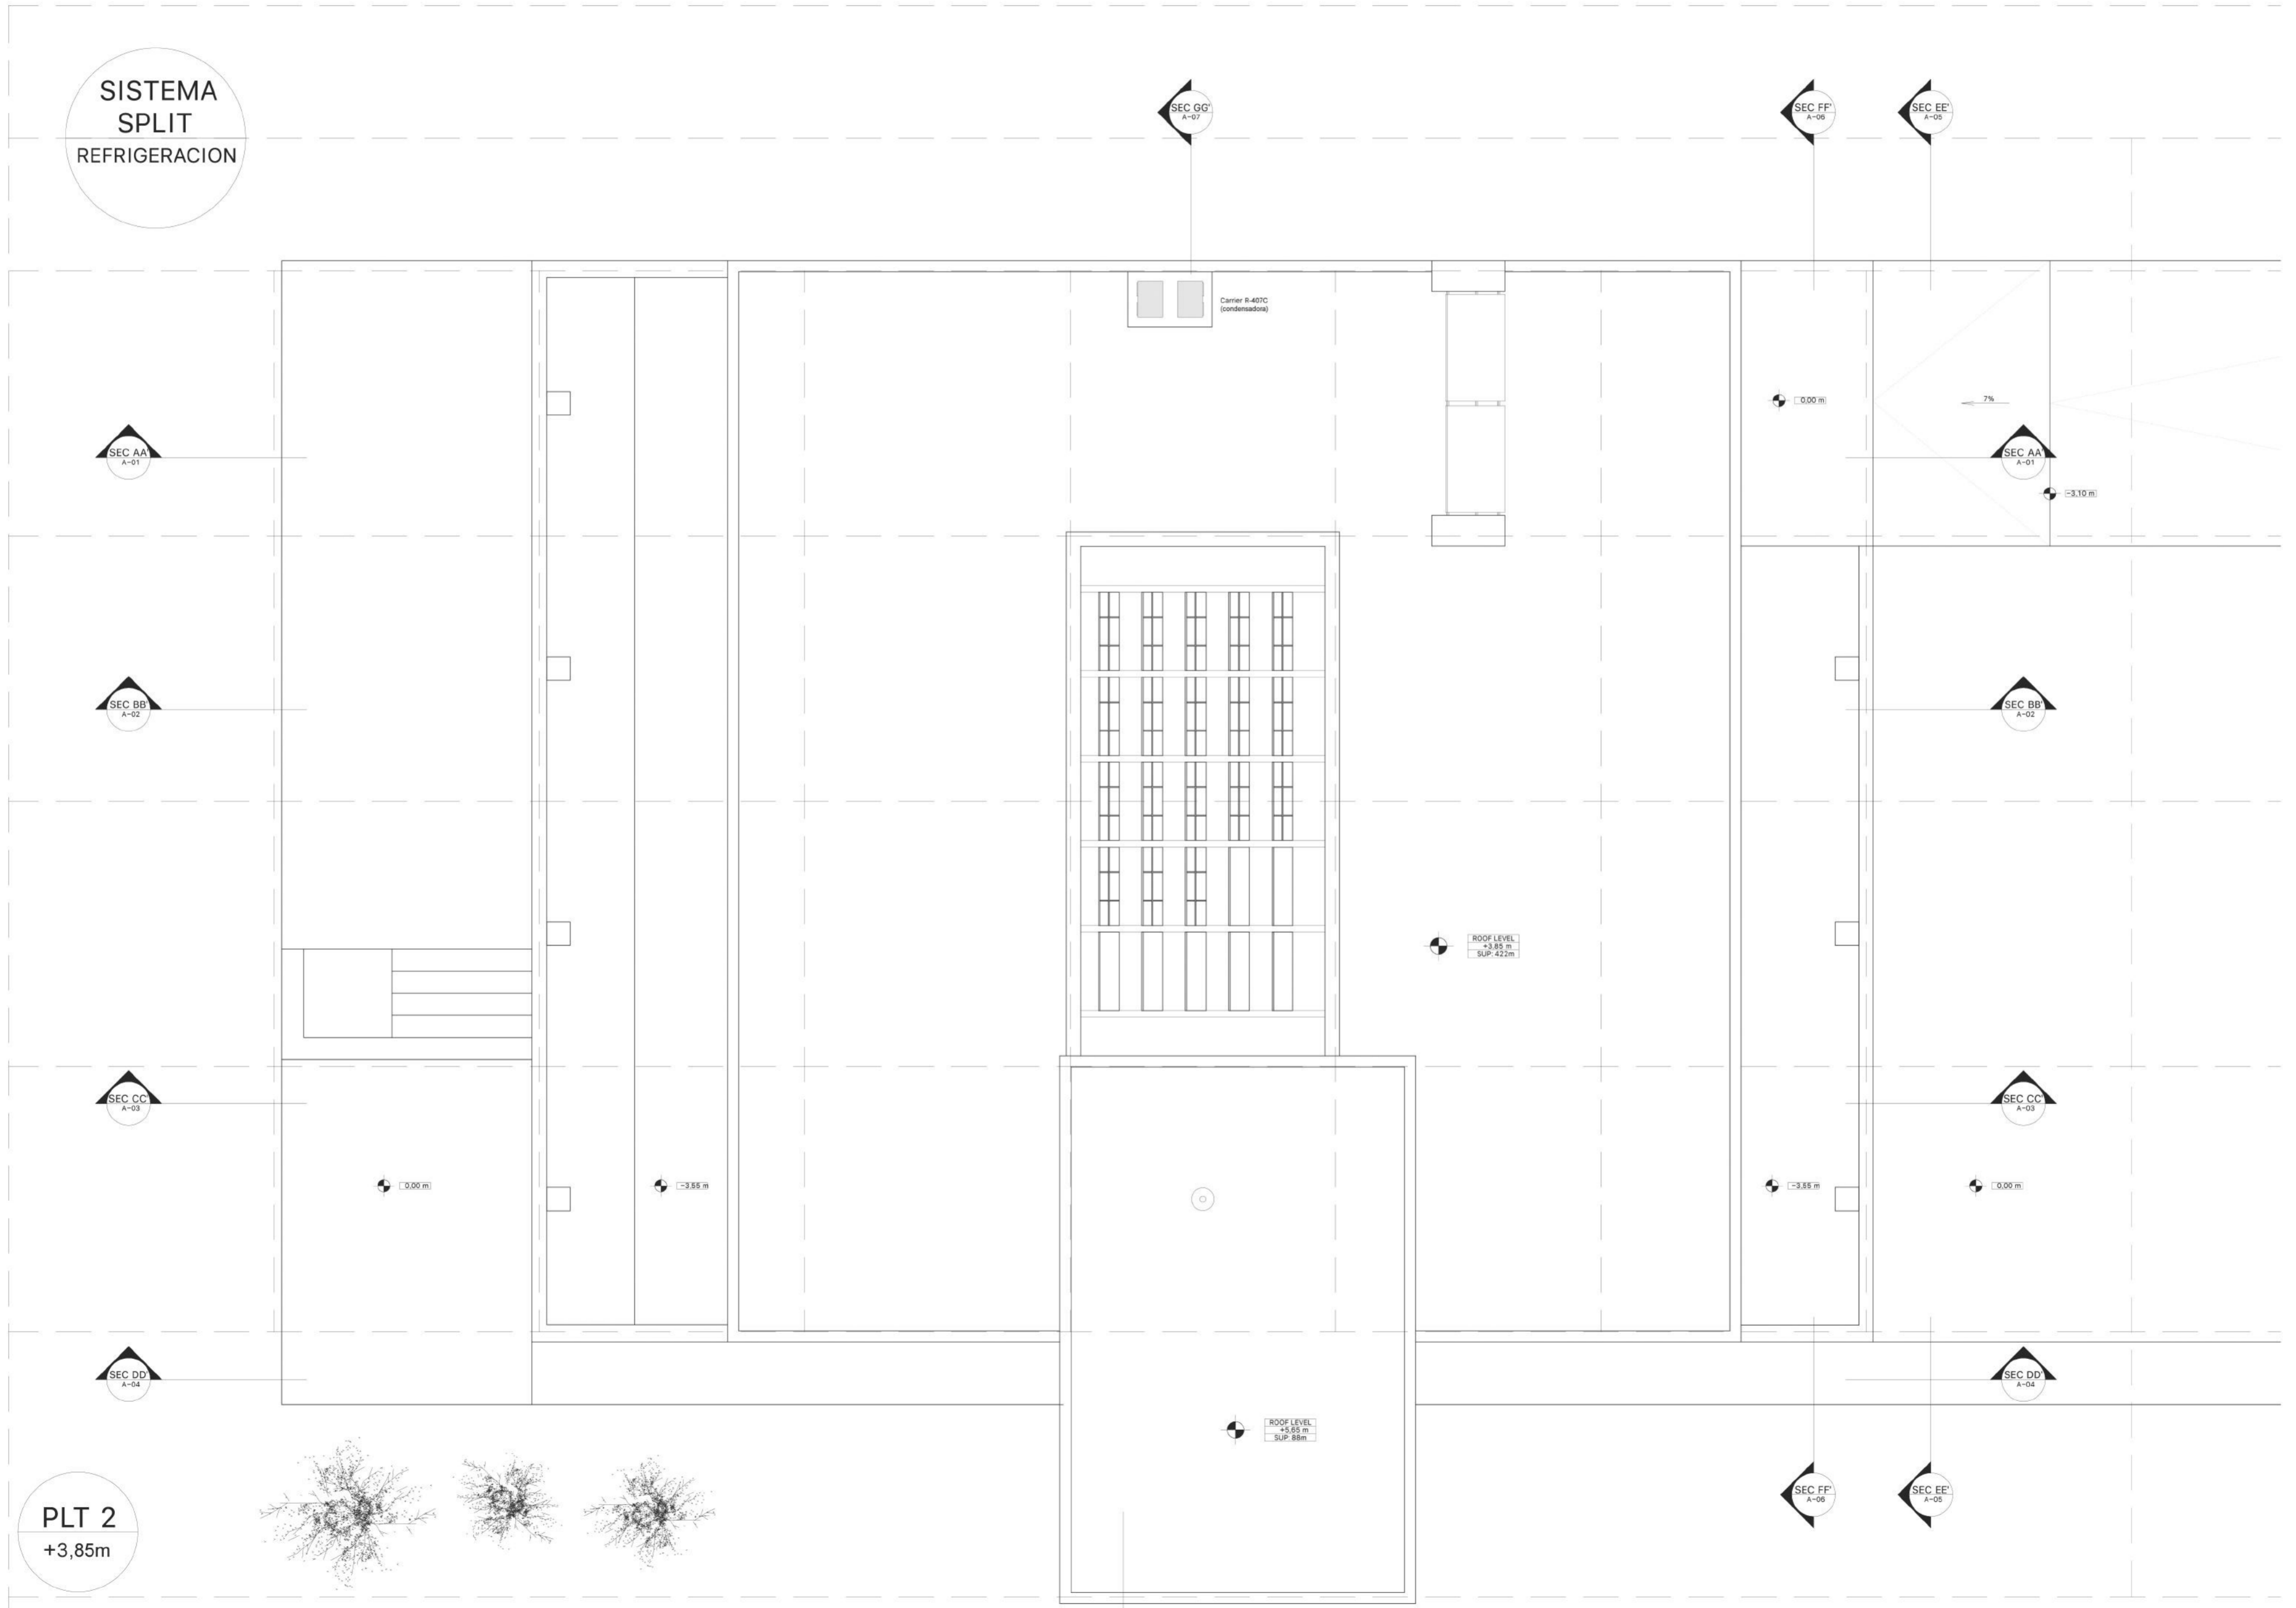 SISTEMA
SPLIT
REFRIGERACION
SEC GG'
A-07
SEC FF'
A-06
SEC EE'
A-05
Carrier R-407C
(condensadora)
0,00 m
7%
SEC AA'
A-01
SEC AA'
A-01
-3,10 m
SEC BB'
A-02
SEC BB'
A-02
ROOF LEVEL
+3,85 m
SUP: 422m
SEC CC'
A-03
SEC CC'
A-03
0,00 m
-3,55 m
-3,55 m
0,00 m
SEC DD'
A-04
SEC DD'
A-04
ROOF LEVEL
+5,65 m
SUP: 88m
SEC FF'
A-06
SEC EE'
A-05
PLT 2
+3,85m